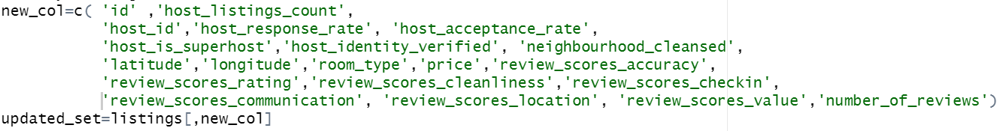 new_col=c( 'id' ,'host_listings_count',
'host_id','host_response_rate', 'host_acceptance_rate',
'host_is_superhost','host_identity_verified', 'neighbourhood_cleansed',
'latitude','longitude','room_type','price','review_scores_accuracy',
'review_scores_rating','review_scores_cleanliness','review_scores_checkin',
'review_scores_communication', 'review_scores_location', 'review_scores_value','number_of_reviews')
updated_set=listings[,new_col]